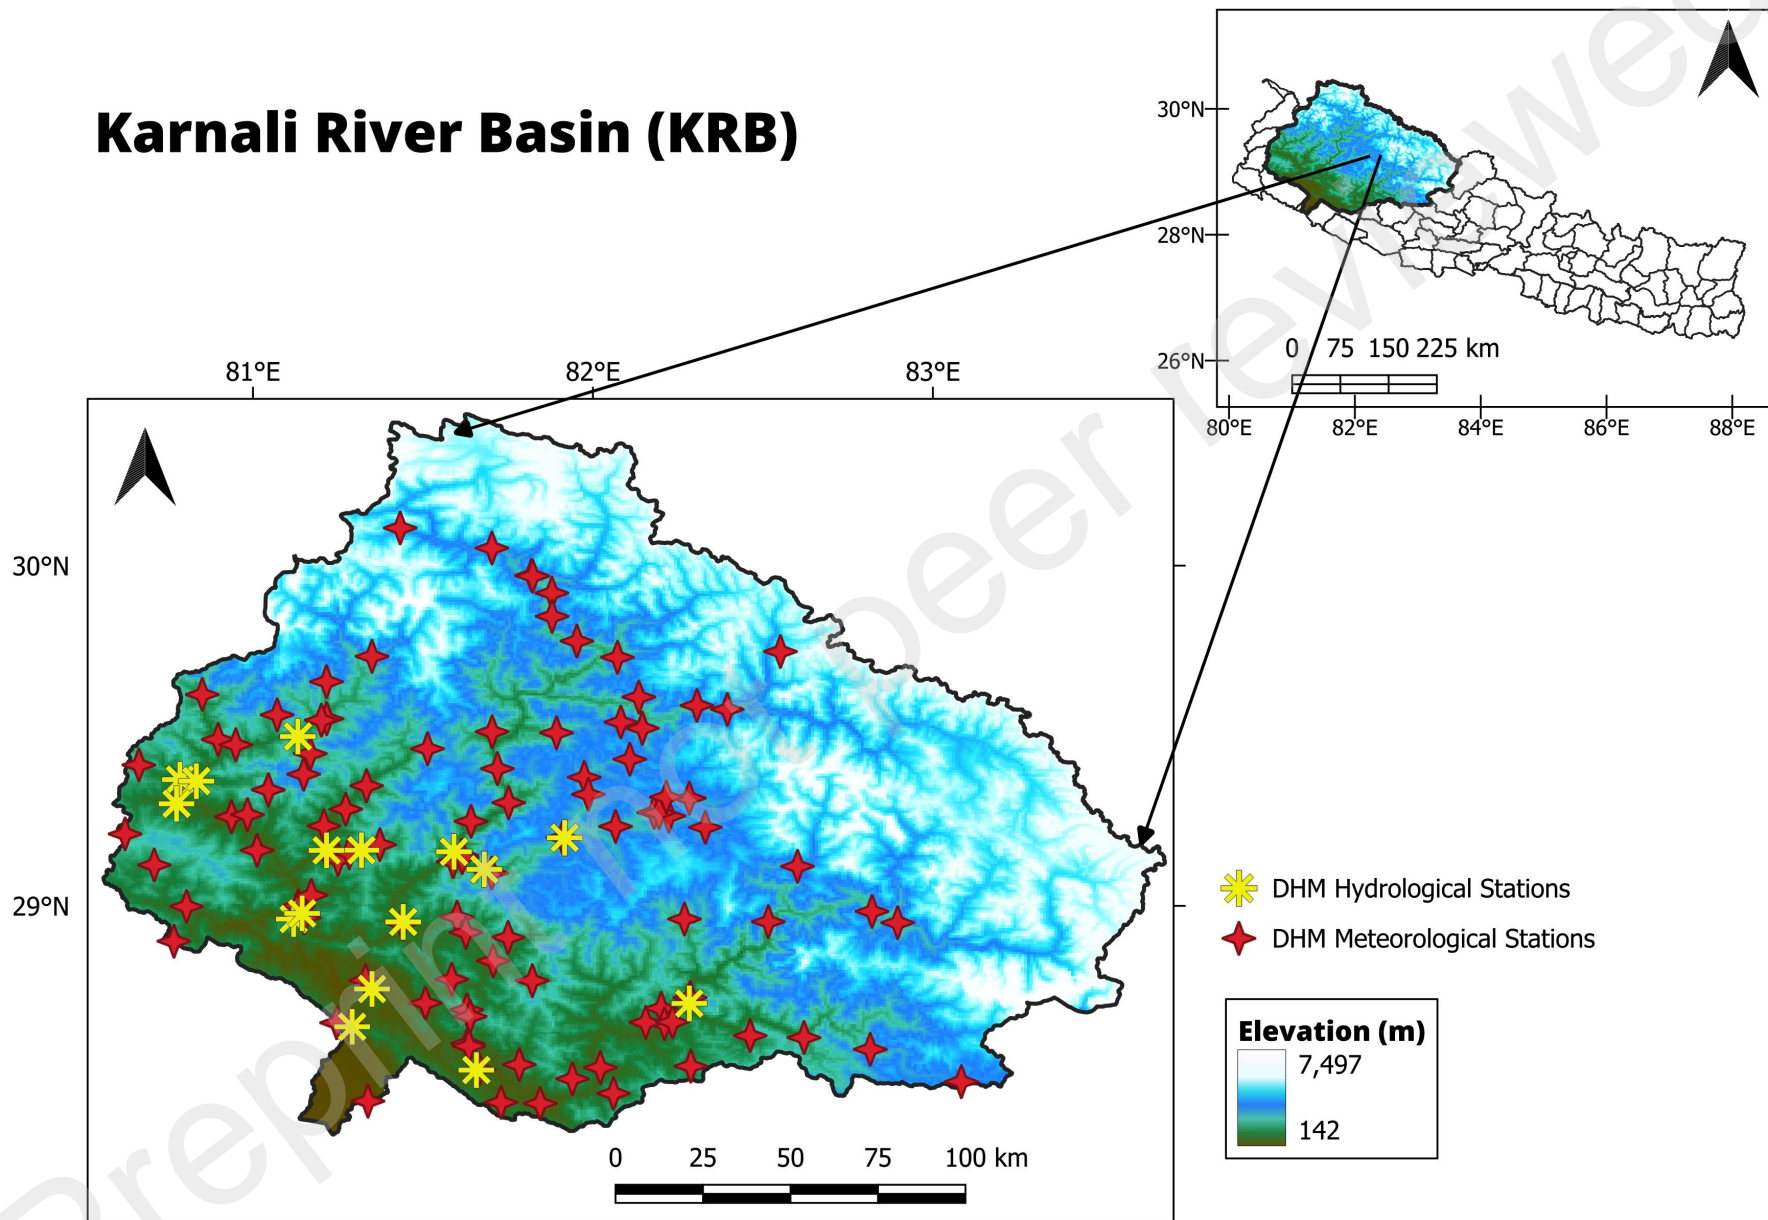 Karnali River Basin (KRB)
30°N
28°N
26°N
0 75 150 225 km
80°E 82°E 84°E 86°E 88°E
81°E 82°E 83°E
30°N
29°N
DHM Hydrological Stations
DHM Meteorological Stations
Elevation (m)
7,497
142
0 25 50 75 100 km
Preprint not peer reviewed